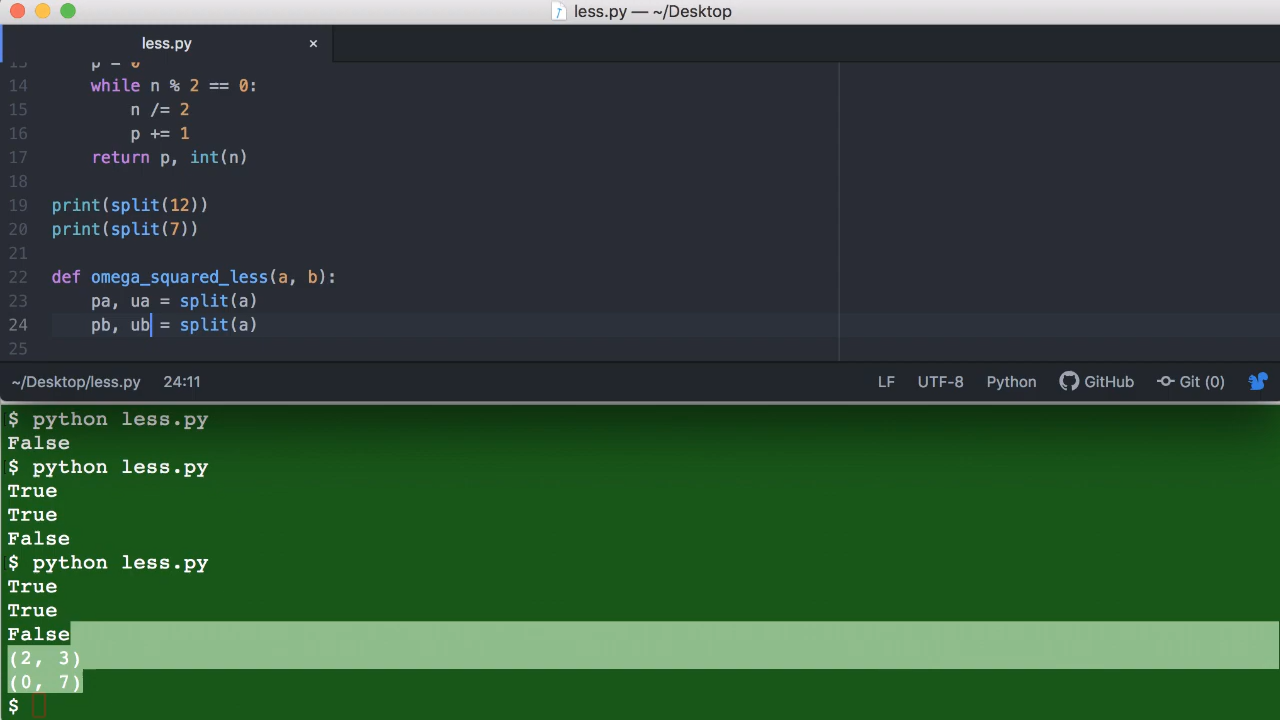 less.py — ~/Desktop
less.py ×
13 p = 0
14 while n % 2 == 0:
15 n /= 2
16 p += 1
17 return p, int(n)
18
19 print(split(12))
20 print(split(7))
21
22 def omega_squared_less(a, b):
23 pa, ua = split(a)
24 pb, ub = split(a)
25
~/Desktop/less.py 24:11 LF UTF-8 Python GitHub Git (0)
$ python less.py
False
$ python less.py
True
True
False
$ python less.py
True
True
False
(2, 3)
(0, 7)
$